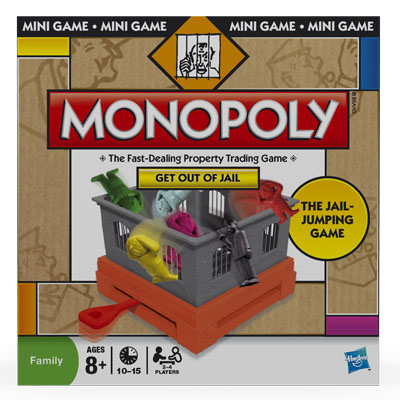 MINI GAME • MINI GAME
MINI GAME • MINI GAME
MONOPOLY
BRAND
The Fast-Dealing Property Trading Game
GET OUT OF JAIL
THE JAIL-
JUMPING
GAME
Family
AGES
8+
10–15
2–4
PLAYERS
Hasbro